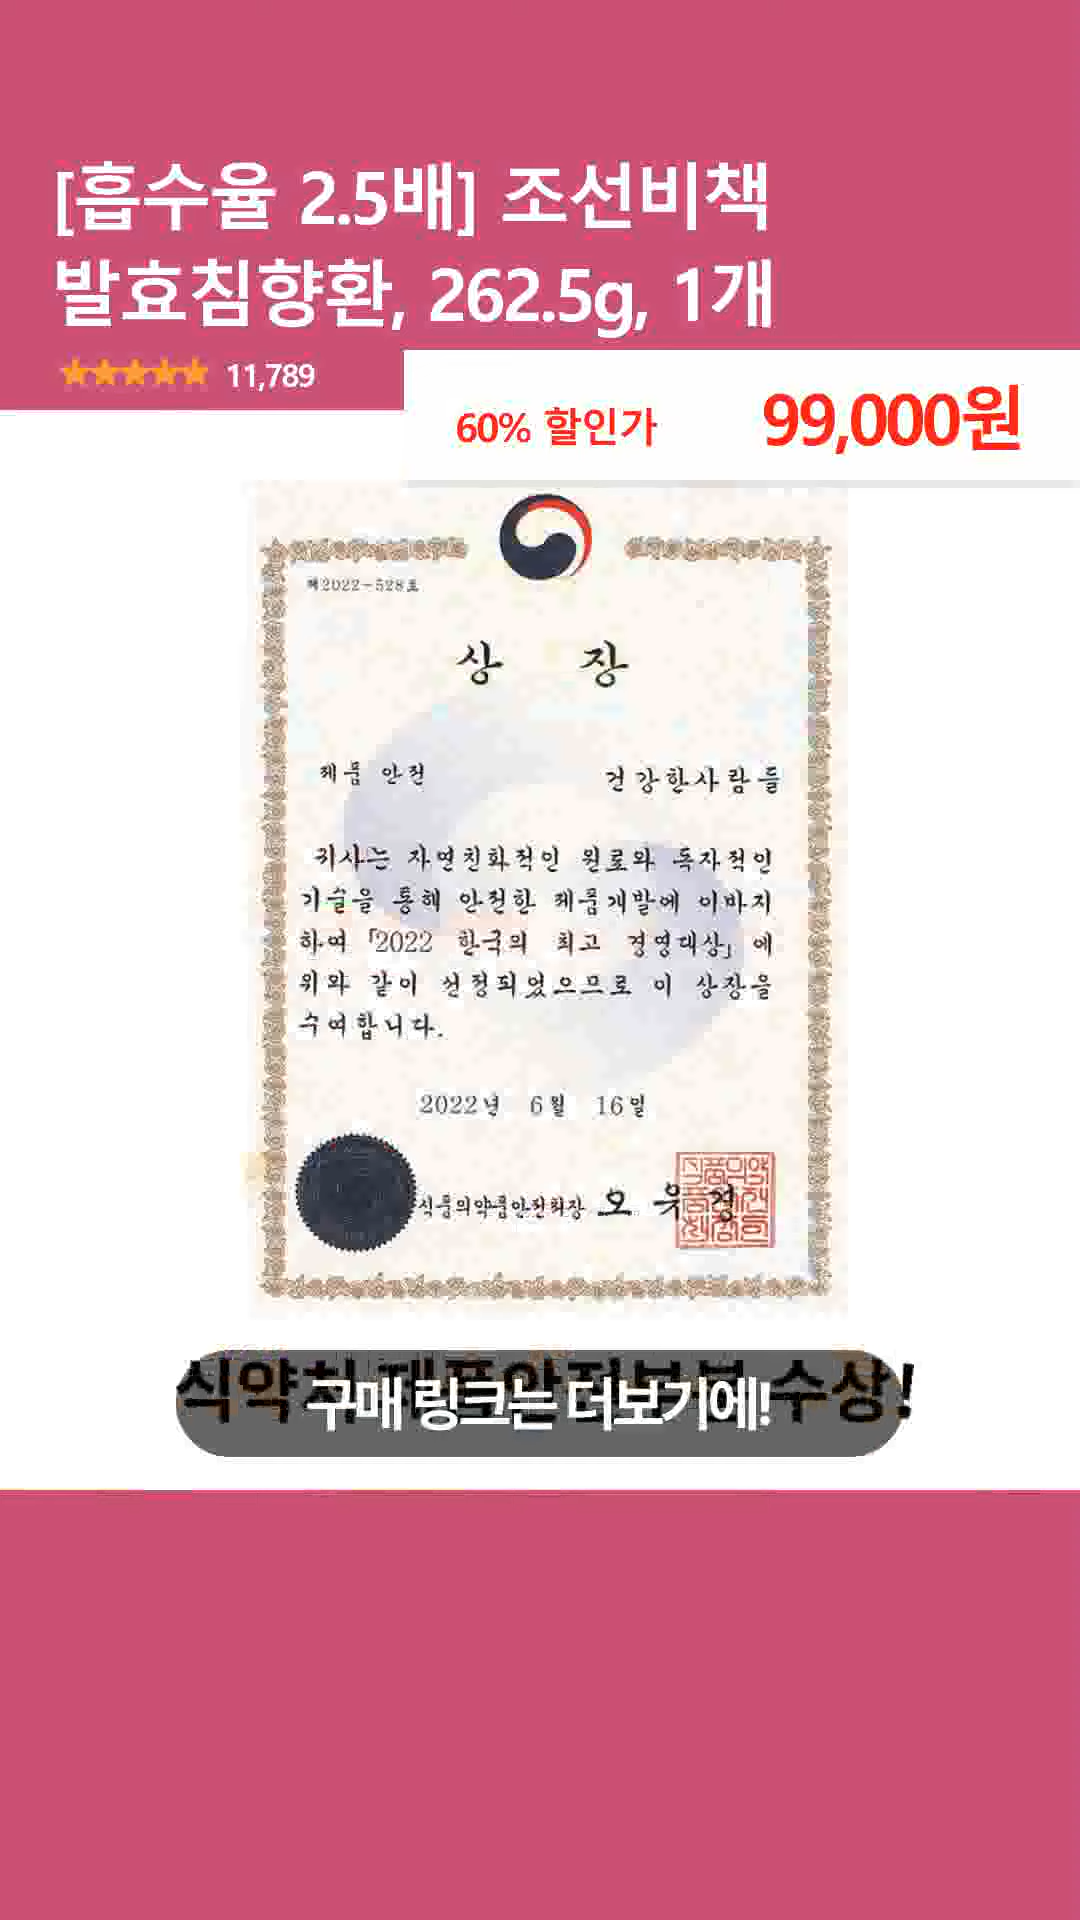 [흡수율 2.5배] 조선비책
발효침향환, 262.5g, 1개
11,789
60% 할인가 99,000원
제2022-528호
상 장
제품 안전 건강한사람들
귀사는 자연친화적인 원료와 독자적인
기술을 통해 안전한 제품개발에 이바지
하여 「2022 한국의 최고 경영대상」에
위와 같이 선정되었으므로 이 상장을
수여합니다.
2022년 6월 16일
식품의약품안전처장 오유경
수상!
구매 링크는 더보기에!